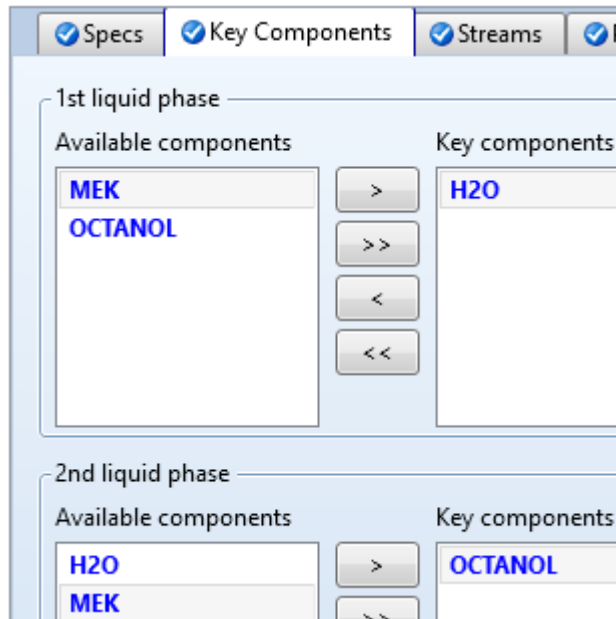 Specs Key Components Streams
1st liquid phase
Available components Key components
MEK H2O
OCTANOL
>
>>
<
<<
2nd liquid phase
Available components Key components
H2O > OCTANOL
MEK
>>